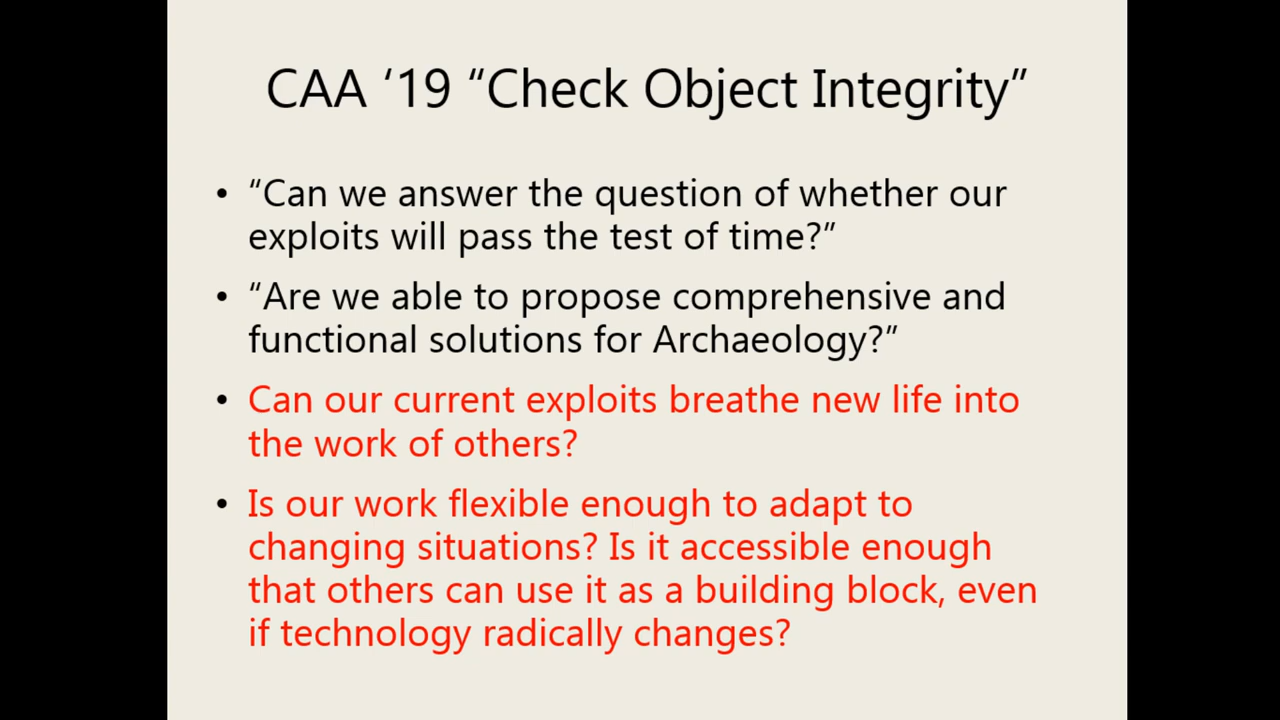 CAA ‘19 “Check Object Integrity”
• “Can we answer the question of whether our
exploits will pass the test of time?”
• “Are we able to propose comprehensive and
functional solutions for Archaeology?”
• Can our current exploits breathe new life into
the work of others?
• Is our work flexible enough to adapt to
changing situations? Is it accessible enough
that others can use it as a building block, even
if technology radically changes?